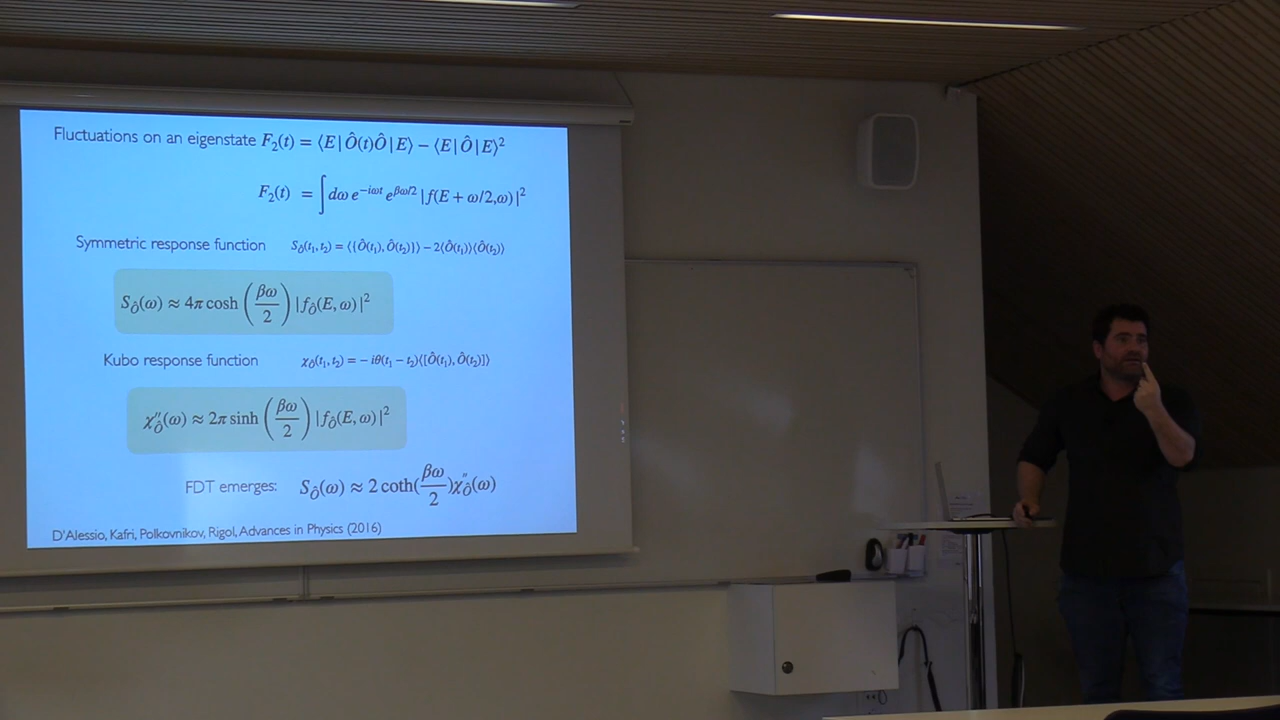 Fluctuations on an eigenstate F₂(t) = ⟨E|Ô(t)Ô|E⟩ − ⟨E|Ô|E⟩²
F₂(t) = ∫dω e^{−iωt} e^{βω/2} |f(E + ω/2,ω)|²
Symmetric response function S_Ô(t₁, t₂) = ⟨{Ô(t₁), Ô(t₂)}⟩ − 2⟨Ô(t₁)⟩⟨Ô(t₂)⟩
S_Ô(ω) ≈ 4π cosh (βω/2) |f_Ô(E, ω)|²
Kubo response function χ_Ô(t₁, t₂) = − iθ(t₁ − t₂)⟨[Ô(t₁), Ô(t₂)]⟩
χ''_Ô(ω) ≈ 2π sinh (βω/2) |f_Ô(E, ω)|²
FDT emerges: S_Ô(ω) ≈ 2 coth(βω/2)χ''_Ô(ω)
D'Alessio, Kafri, Polkovnikov, Rigol, Advances in Physics (2016)